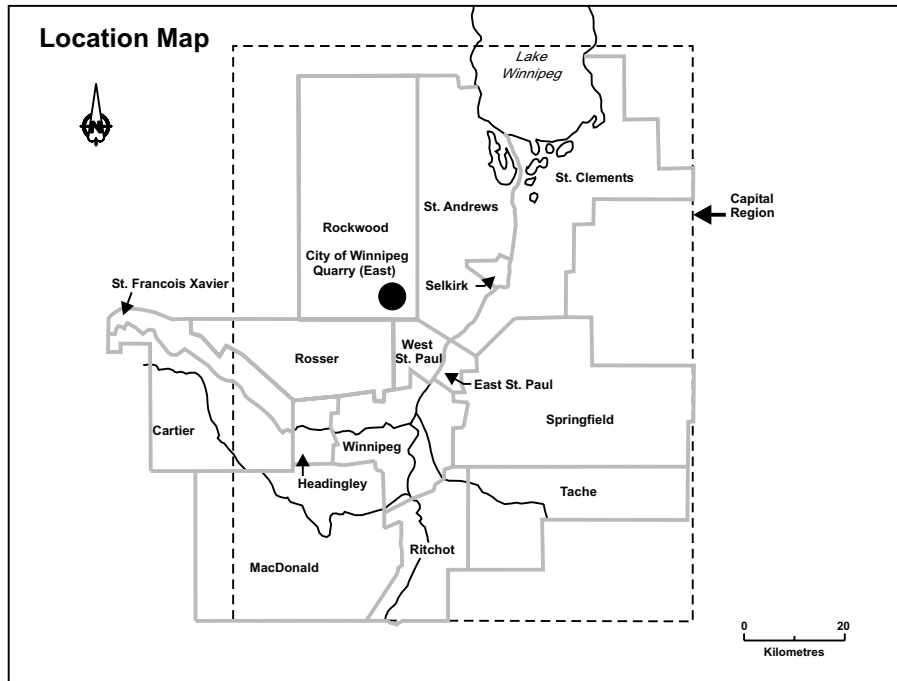 Location Map
Lake
Winnipeg
N
St. Clements
Capital
Region
St. Andrews
Rockwood
City of Winnipeg
Quarry (East)
Selkirk
St. Francois Xavier
West
St. Paul
Rosser
East St. Paul
Springfield
Cartier
Winnipeg
Headingley
Tache
Ritchot
MacDonald
0 20
Kilometres